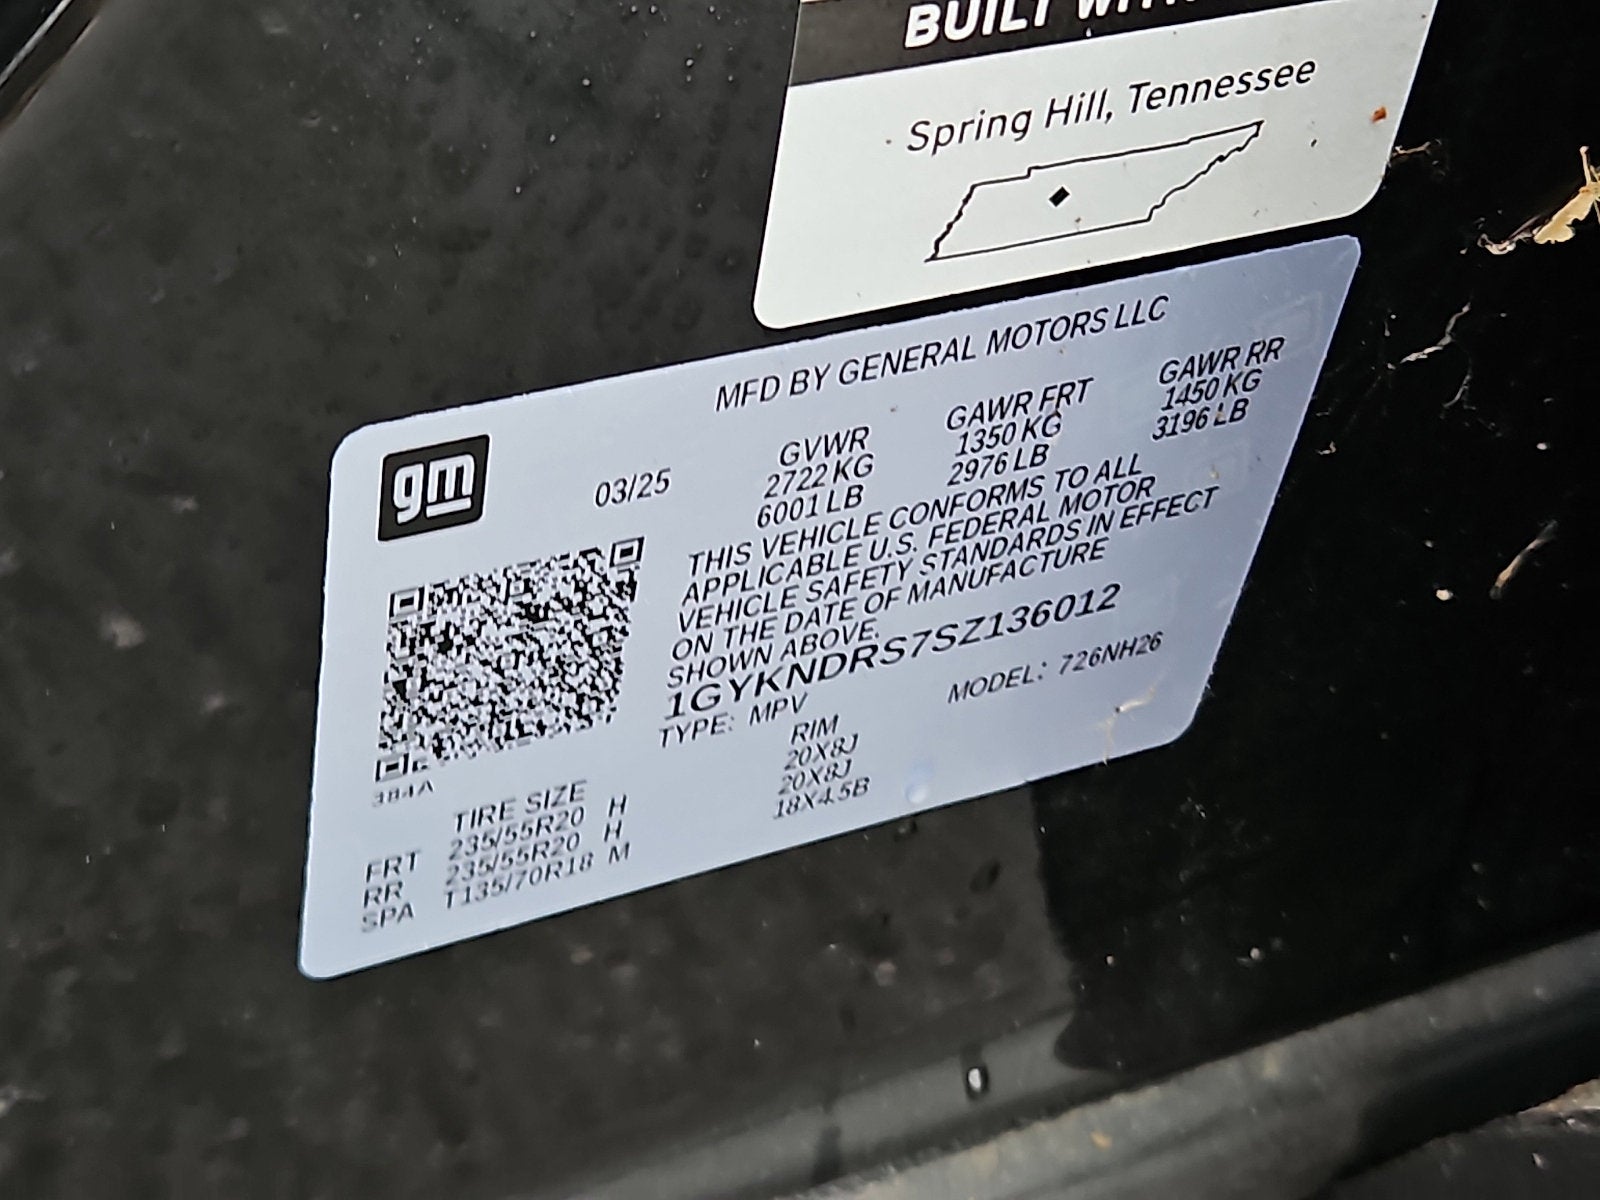 BUILT
Spring Hill, Tennessee
MFD BY GENERAL MOTORS LLC
gm
03/25
GVWR GAWR FRT GAWR RR
2722 KG 1350 KG 1450 KG
6001 LB 2976 LB 3196 LB
THIS VEHICLE CONFORMS TO ALL
APPLICABLE U.S. FEDERAL MOTOR
VEHICLE SAFETY STANDARDS IN EFFECT
ON THE DATE OF MANUFACTURE
SHOWN ABOVE.
1GYKNDRS7SZ136012
TYPE: MPV MODEL: 726NH26
384A
TIRE SIZE RIM
FRT 235/55R20 H 20X8J
RR 235/55R20 H 20X8J
SPA T135/70R18 M 18X4.5B